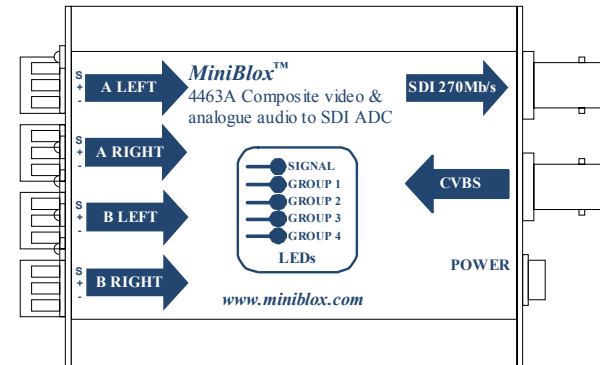 MiniBlox™
4463A Composite video &
analogue audio to SDI ADC
S
+
-
A LEFT
S
+
-
A RIGHT
S
+
-
B LEFT
S
+
-
B RIGHT
SIGNAL
GROUP 1
GROUP 2
GROUP 3
GROUP 4
LEDs
SDI 270Mb/s
CVBS
POWER
www.miniblox.com